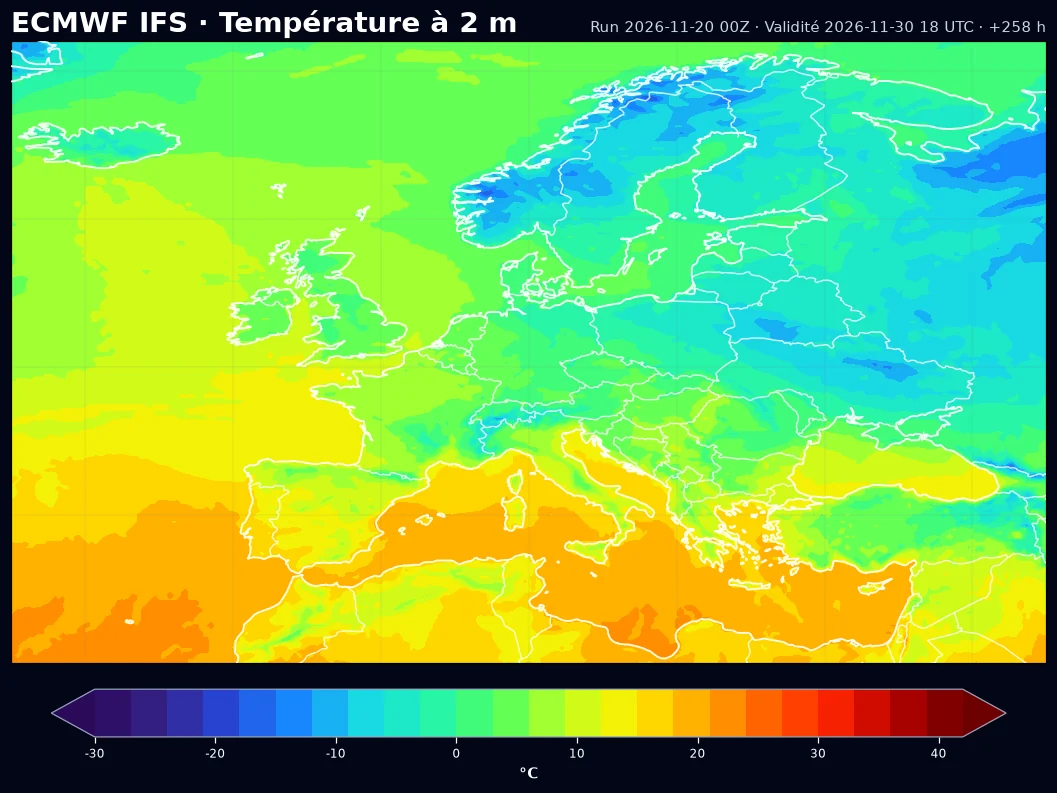 ECMWF IFS · Température à 2 m
Run 2026-11-20 00Z · Validité 2026-11-30 18 UTC · +258 h
-30 -20 -10 0 10 20 30 40
°C